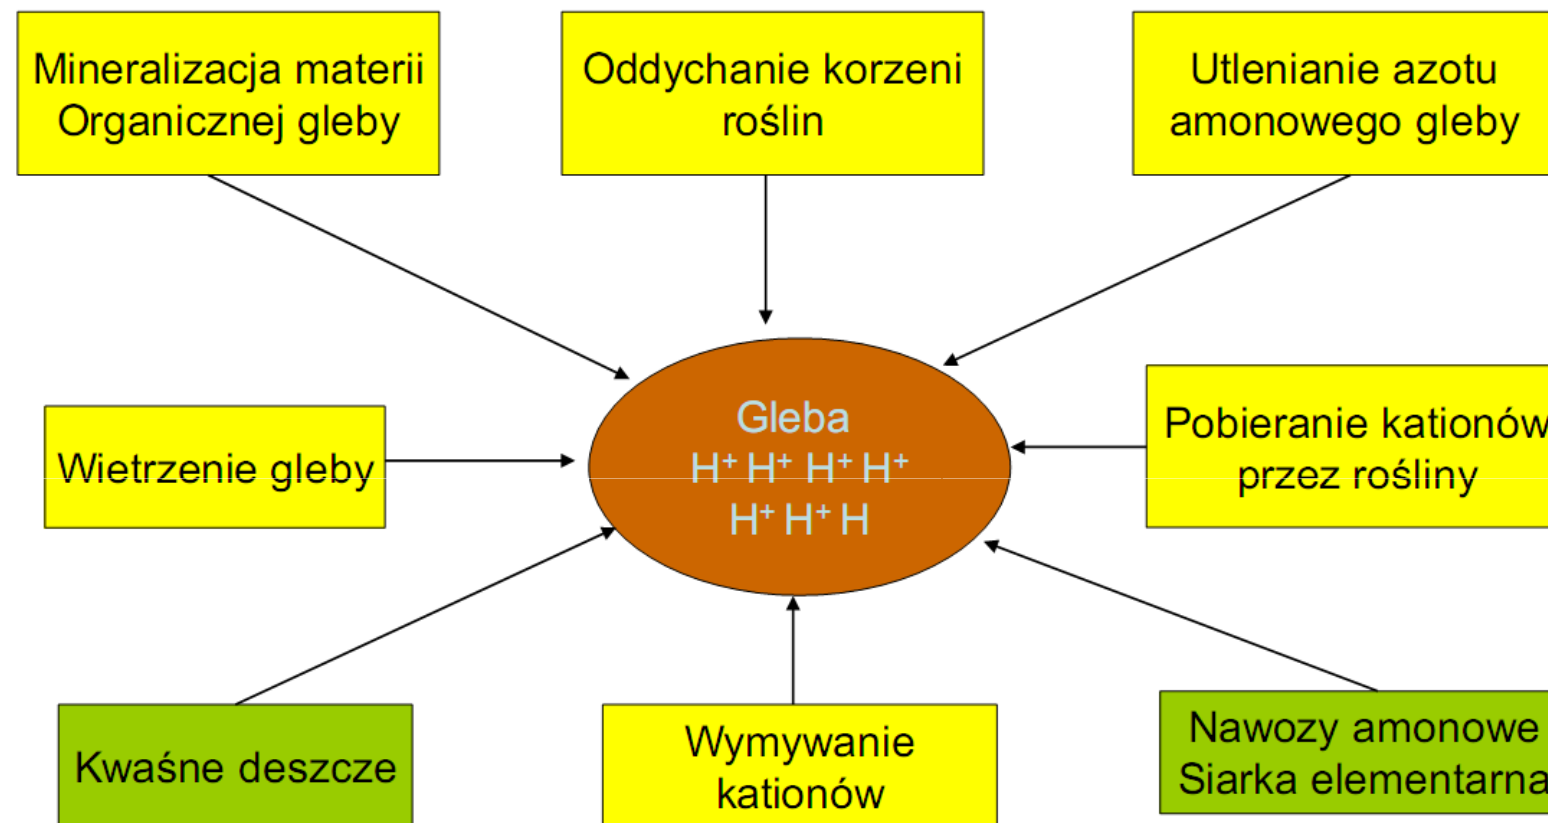 Mineralizacja materii
Organicznej gleby
Oddychanie korzeni
roślin
Utlenianie azotu
amonowego gleby
Wietrzenie gleby
Gleba
H⁺ H⁺ H⁺ H⁺
H⁺ H⁺ H
Pobieranie kationów
przez rośliny
Kwaśne deszcze
Wymywanie
kationów
Nawozy amonowe
Siarka elementarna